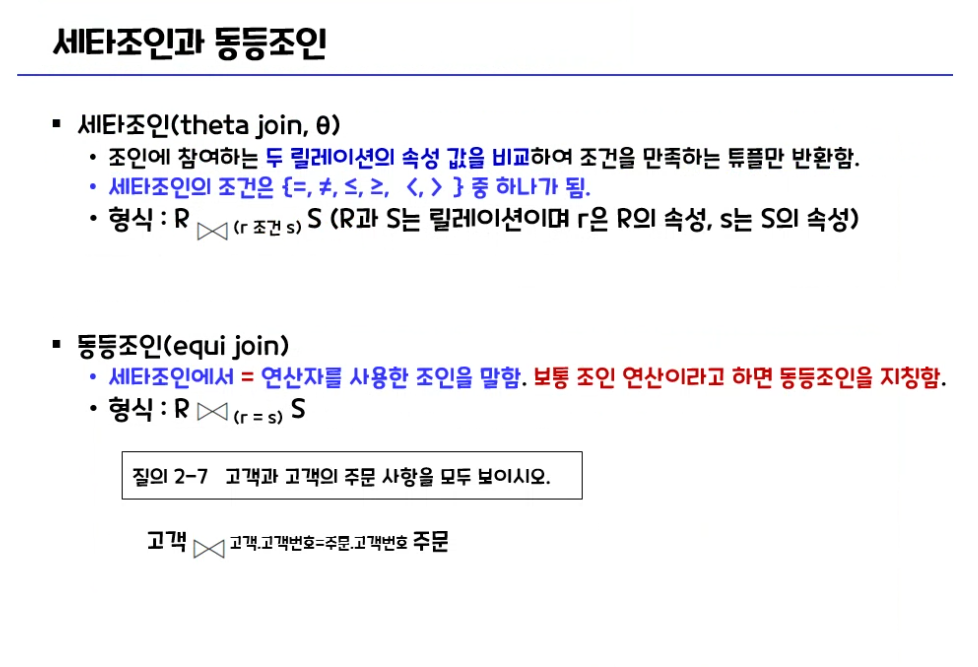 세타조인과 동등조인
▪ 세타조인(theta join, θ)
• 조인에 참여하는 두 릴레이션의 속성 값을 비교하여 조건을 만족하는 튜플만 반환함.
• 세타조인의 조건은 {=, ≠, ≤, ≥, <, > } 중 하나가 됨.
• 형식 : R ⋈ (r 조건 s) S (R과 S는 릴레이션이며 r은 R의 속성, s는 S의 속성)
▪ 동등조인(equi join)
• 세타조인에서 = 연산자를 사용한 조인을 말함. 보통 조인 연산이라고 하면 동등조인을 지칭함.
• 형식 : R ⋈ (r = s) S
질의 2-7 고객과 고객의 주문 사항을 모두 보이시오.
고객 ⋈ 고객.고객번호=주문.고객번호 주문